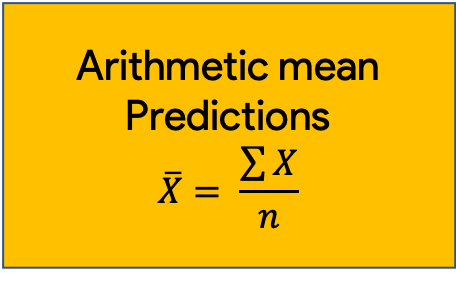 Arithmetic mean
Predictions
X̄ = ∑ X / n